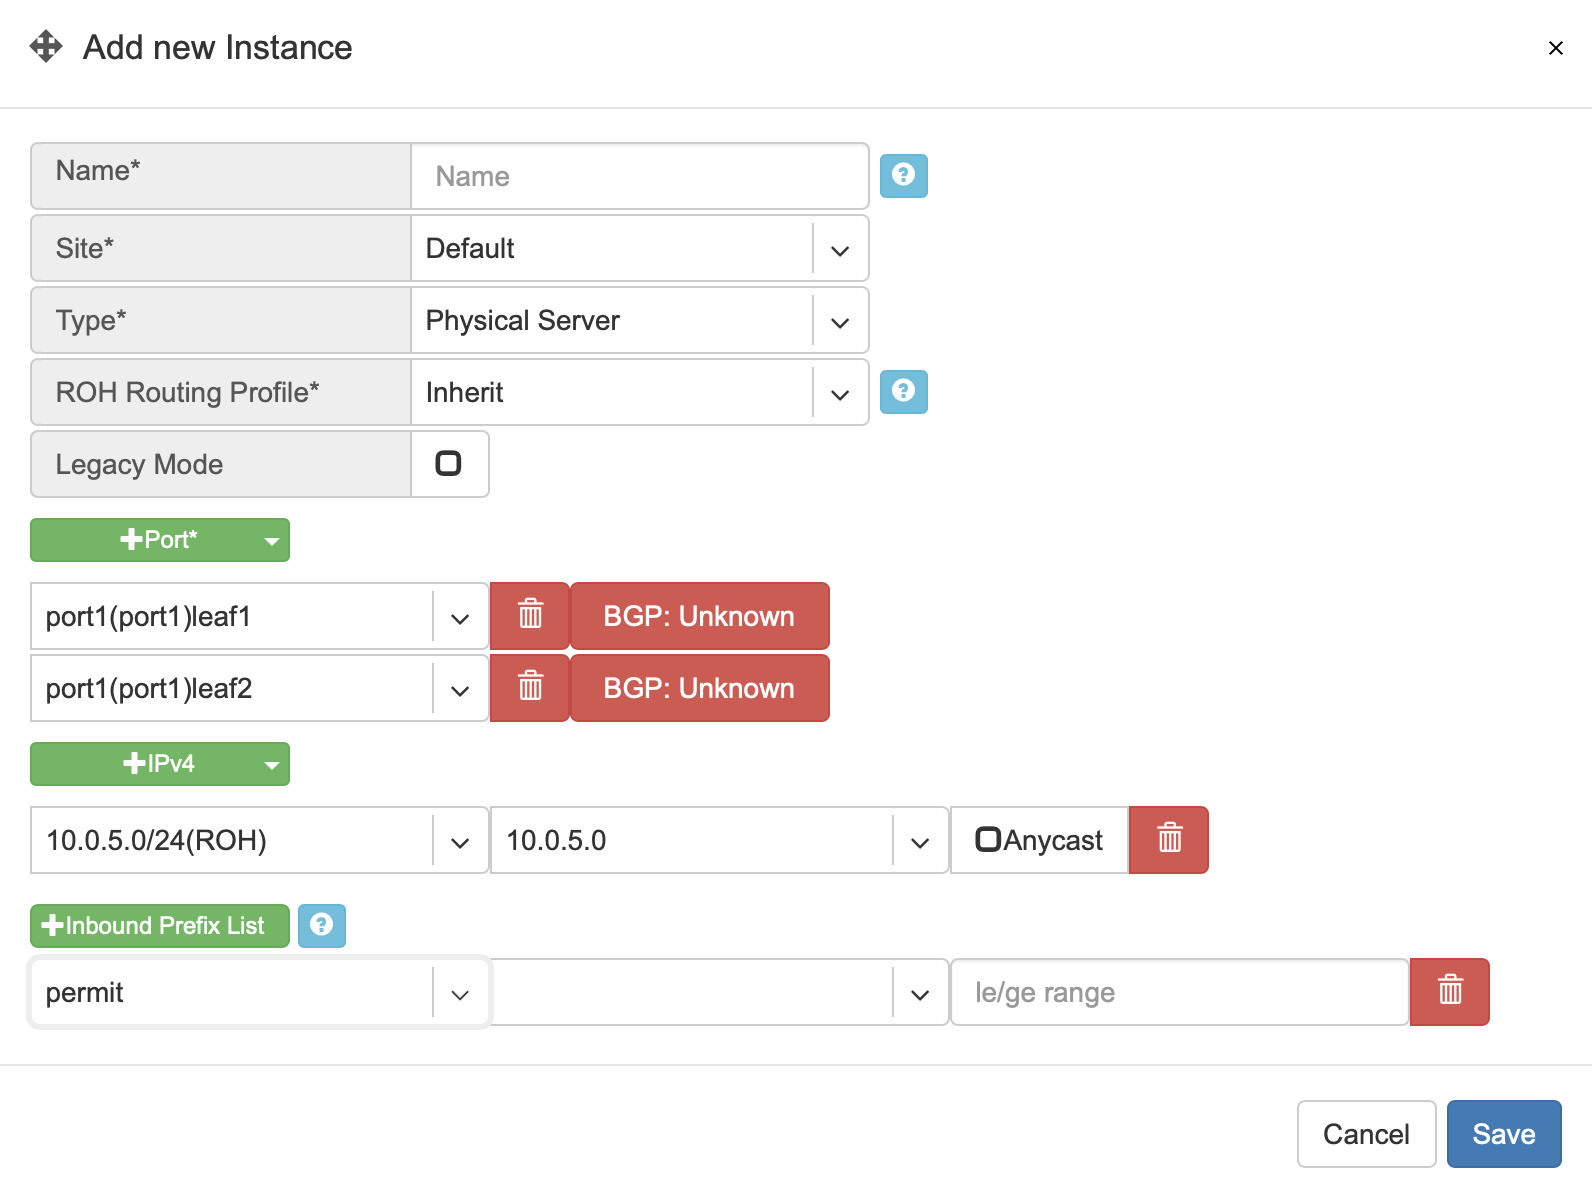 Add new Instance
Name* Name
Site* Default
Type* Physical Server
ROH Routing Profile* Inherit
Legacy Mode
Port*
port1(port1)leaf1 BGP: Unknown
port1(port1)leaf2 BGP: Unknown
IPv4
10.0.5.0/24(ROH) 10.0.5.0 Anycast
Inbound Prefix List
permit le/ge range
Cancel Save